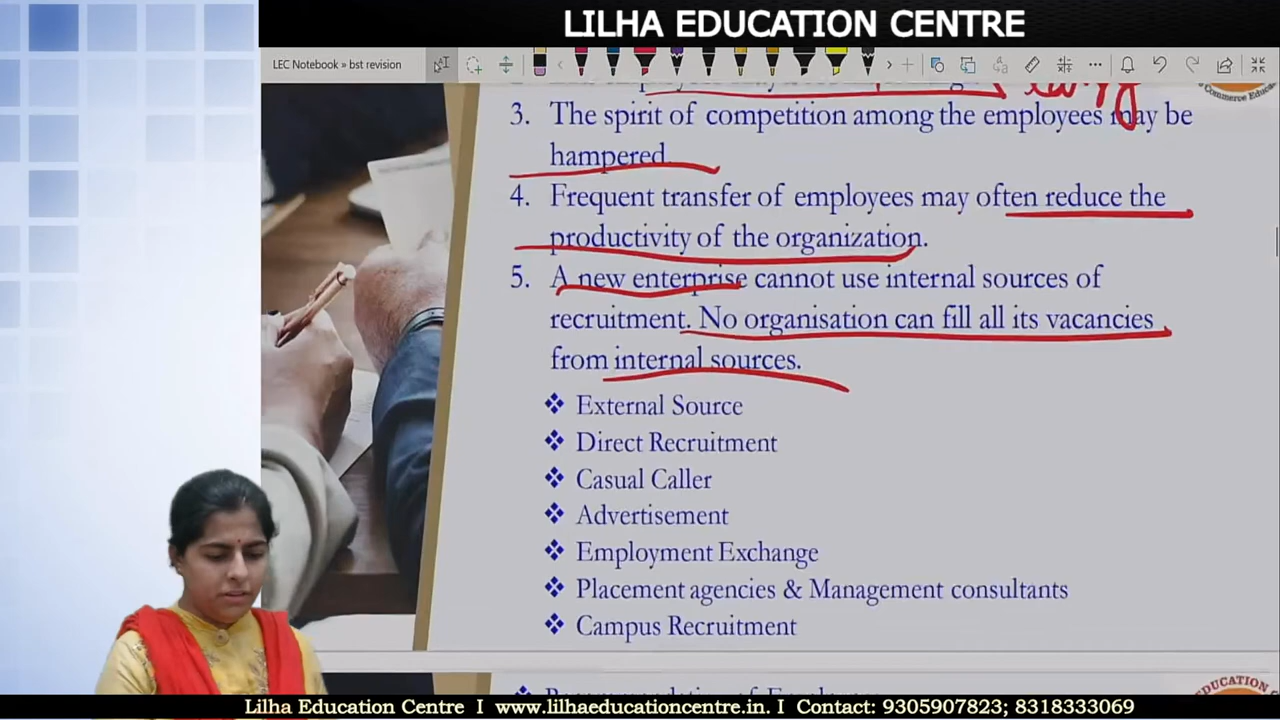 LILHA EDUCATION CENTRE
LEC Notebook » bst revision
3. The spirit of competition among the employees may be
hampered.
4. Frequent transfer of employees may often reduce the
productivity of the organization.
5. A new enterprise cannot use internal sources of
recruitment. No organisation can fill all its vacancies
from internal sources.
❖ External Source
❖ Direct Recruitment
❖ Casual Caller
❖ Advertisement
❖ Employment Exchange
❖ Placement agencies & Management consultants
❖ Campus Recruitment
Lilha Education Centre I www.lilhaeducationcentre.in. I Contact: 9305907823; 8318333069